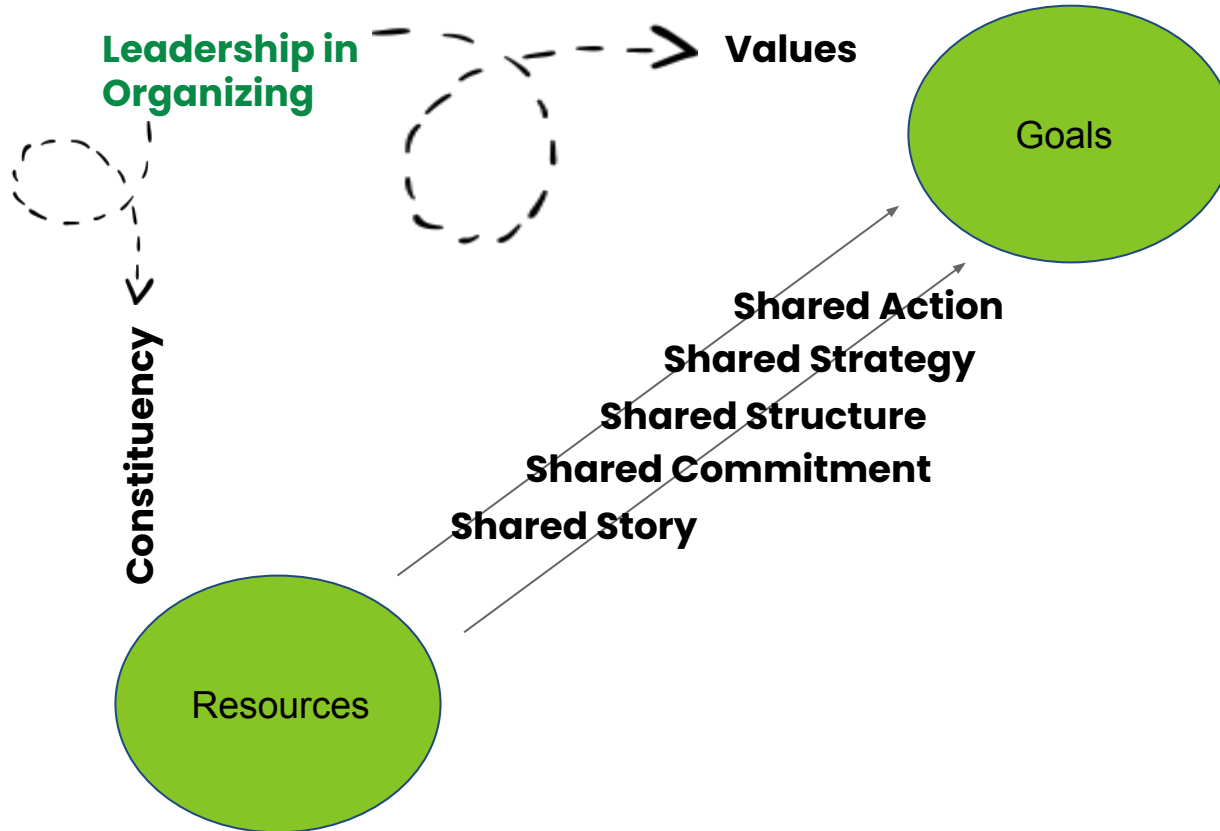 Leadership in
Organizing
Values
Goals
Shared Action
Shared Strategy
Shared Structure
Shared Commitment
Shared Story
Constituency
Resources